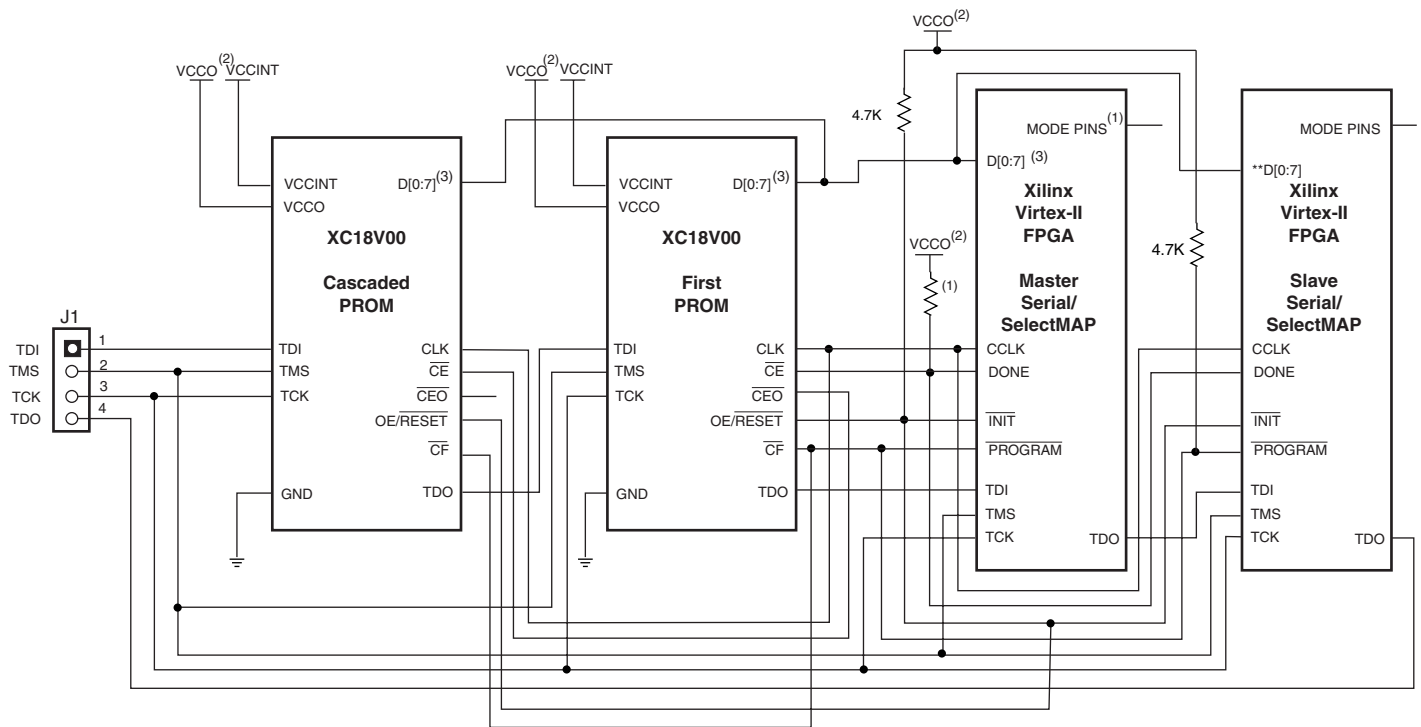 VCCO(2)
VCCO(2) VCCINT
VCCO(2) VCCINT
4.7K
VCCINT
VCCO
D[0:7](3)
XC18V00
Cascaded
PROM
TDI
TMS
TCK
GND
CLK
CE
CEO
OE/RESET
CF
TDO
VCCINT
VCCO
D[0:7](3)
XC18V00
First
PROM
TDI
TMS
TCK
GND
CLK
CE
CEO
OE/RESET
CF
TDO
VCCO(2)
(1)
MODE PINS(1)
D[0:7] (3)
Xilinx
Virtex-II
FPGA
Master
Serial/
SelectMAP
CCLK
DONE
INIT
PROGRAM
TDI
TMS
TCK
TDO
4.7K
MODE PINS
**D[0:7]
Xilinx
Virtex-II
FPGA
Slave
Serial/
SelectMAP
CCLK
DONE
INIT
PROGRAM
TDI
TMS
TCK
TDO
J1
TDI 1
TMS 2
TCK 3
TDO 4